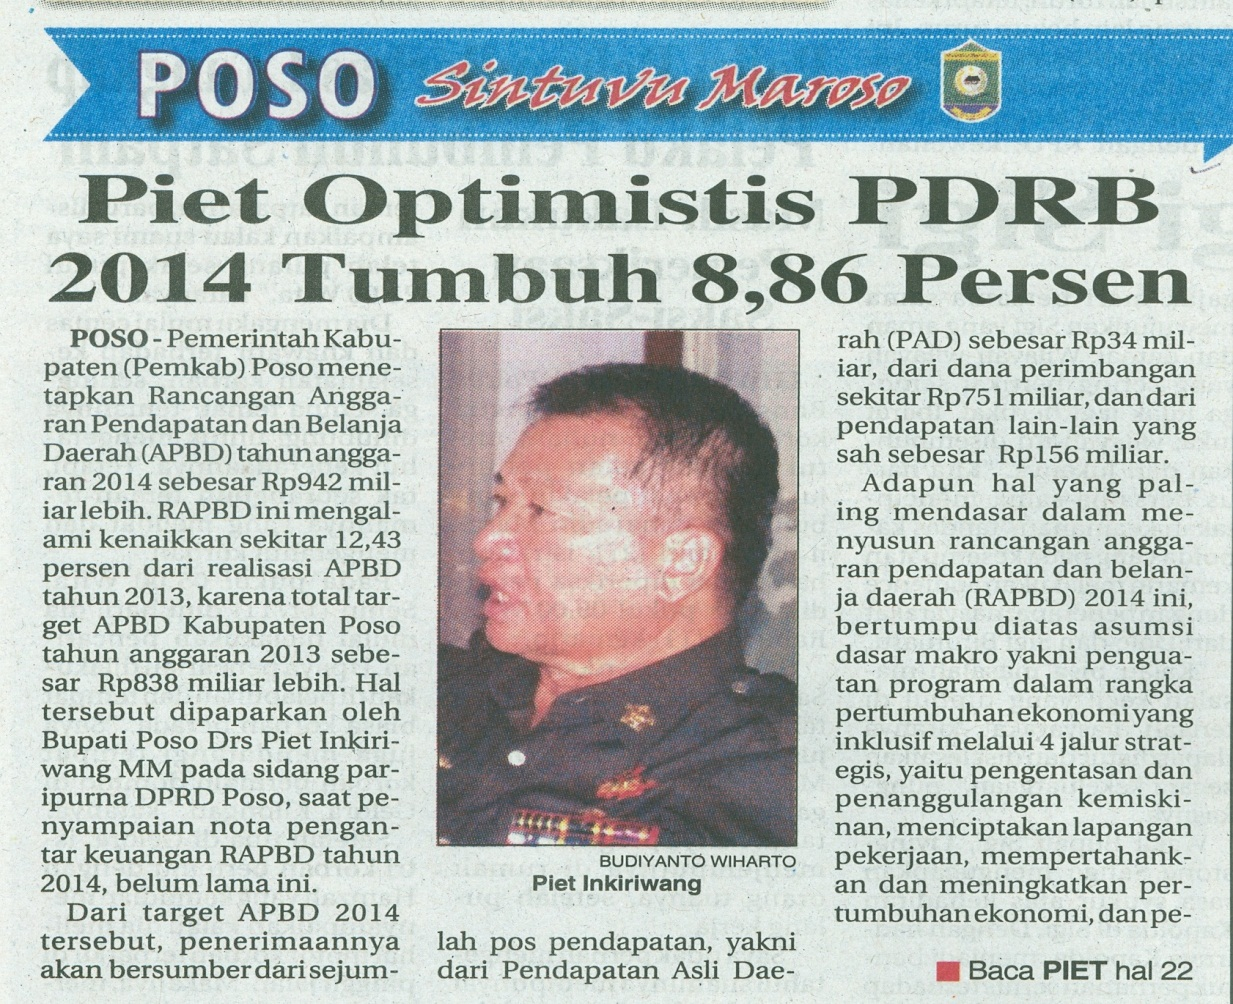 POSO Sintuvu Maroso
Piet Optimistis PDRB
2014 Tumbuh 8,86 Persen
POSO - Pemerintah Kabu-
paten (Pemkab) Poso mene-
tapkan Rancangan Angga-
ran Pendapatan dan Belanja
Daerah (APBD) tahun angga-
ran 2014 sebesar Rp942 mil-
iar lebih. RAPBD ini mengal-
ami kenaikkan sekitar 12,43
persen dari realisasi APBD
tahun 2013, karena total tar-
get APBD Kabupaten Poso
tahun anggaran 2013 sebe-
sar Rp838 miliar lebih. Hal
tersebut dipaparkan oleh
Bupati Poso Drs Piet Inkiri-
wang MM pada sidang par-
ipurna DPRD Poso, saat pe-
nyampaian nota pengan-
tar keuangan RAPBD tahun
2014, belum lama ini.
Dari target APBD 2014
tersebut, penerimaannya
akan bersumber dari sejum-
BUDIYANTO WIHARTO
Piet Inkiriwang
lah pos pendapatan, yakni
dari Pendapatan Asli Dae-
rah (PAD) sebesar Rp34 mil-
iar, dari dana perimbangan
sekitar Rp751 miliar, dan dari
pendapatan lain-lain yang
sah sebesar Rp156 miliar.
Adapun hal yang pal-
ing mendasar dalam me-
nyusun rancangan angga-
ran pendapatan dan belan-
ja daerah (RAPBD) 2014 ini,
bertumpu diatas asumsi
dasar makro yakni pengua-
tan program dalam rangka
pertumbuhan ekonomi yang
inklusif melalui 4 jalur strat-
egis, yaitu pengentasan dan
penanggulangan kemiski-
nan, menciptakan lapangan
pekerjaan, mempertahank-
an dan meningkatkan per-
tumbuhan ekonomi, dan pe-
Baca PIET hal 22